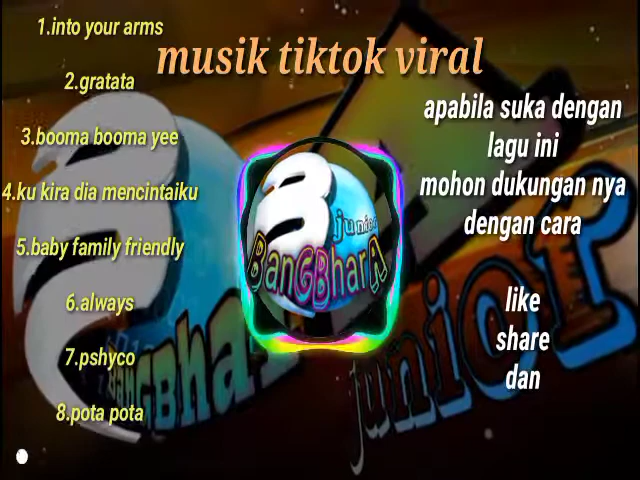 musik tiktok viral
1.into your arms
2.gratata
3.booma booma yee
4.ku kira dia mencintaiku
5.baby family friendly
6.always
7.pshyco
8.pota pota
apabila suka dengan
lagu ini
mohon dukungan nya
dengan cara
like
share
dan
junior
BanGBharA
BanGBhar
junior